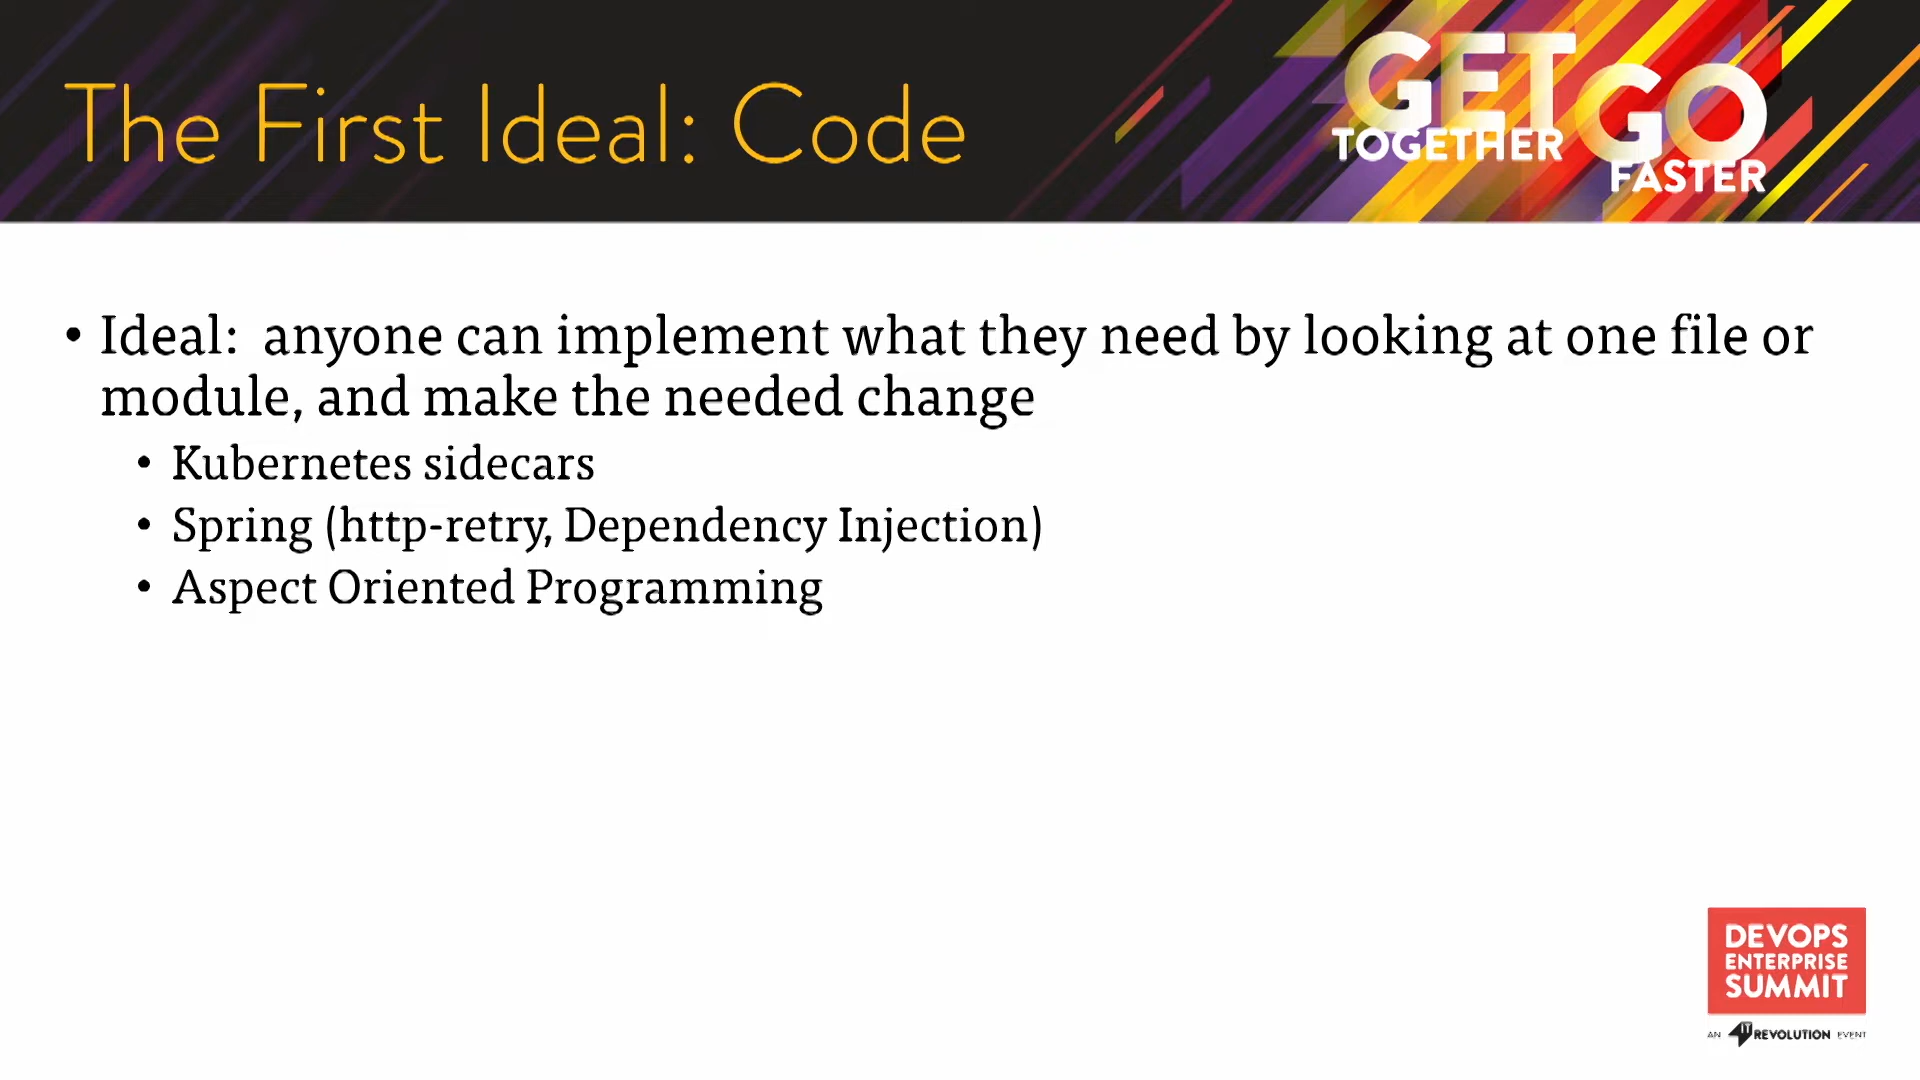 The First Ideal: Code
GET
TOGETHER
GO
FASTER
• Ideal:  anyone can implement what they need by looking at one file or
module, and make the needed change
• Kubernetes sidecars
• Spring (http-retry, Dependency Injection)
• Aspect Oriented Programming
DEVOPS
ENTERPRISE
SUMMIT
AN IT REVOLUTION EVENT